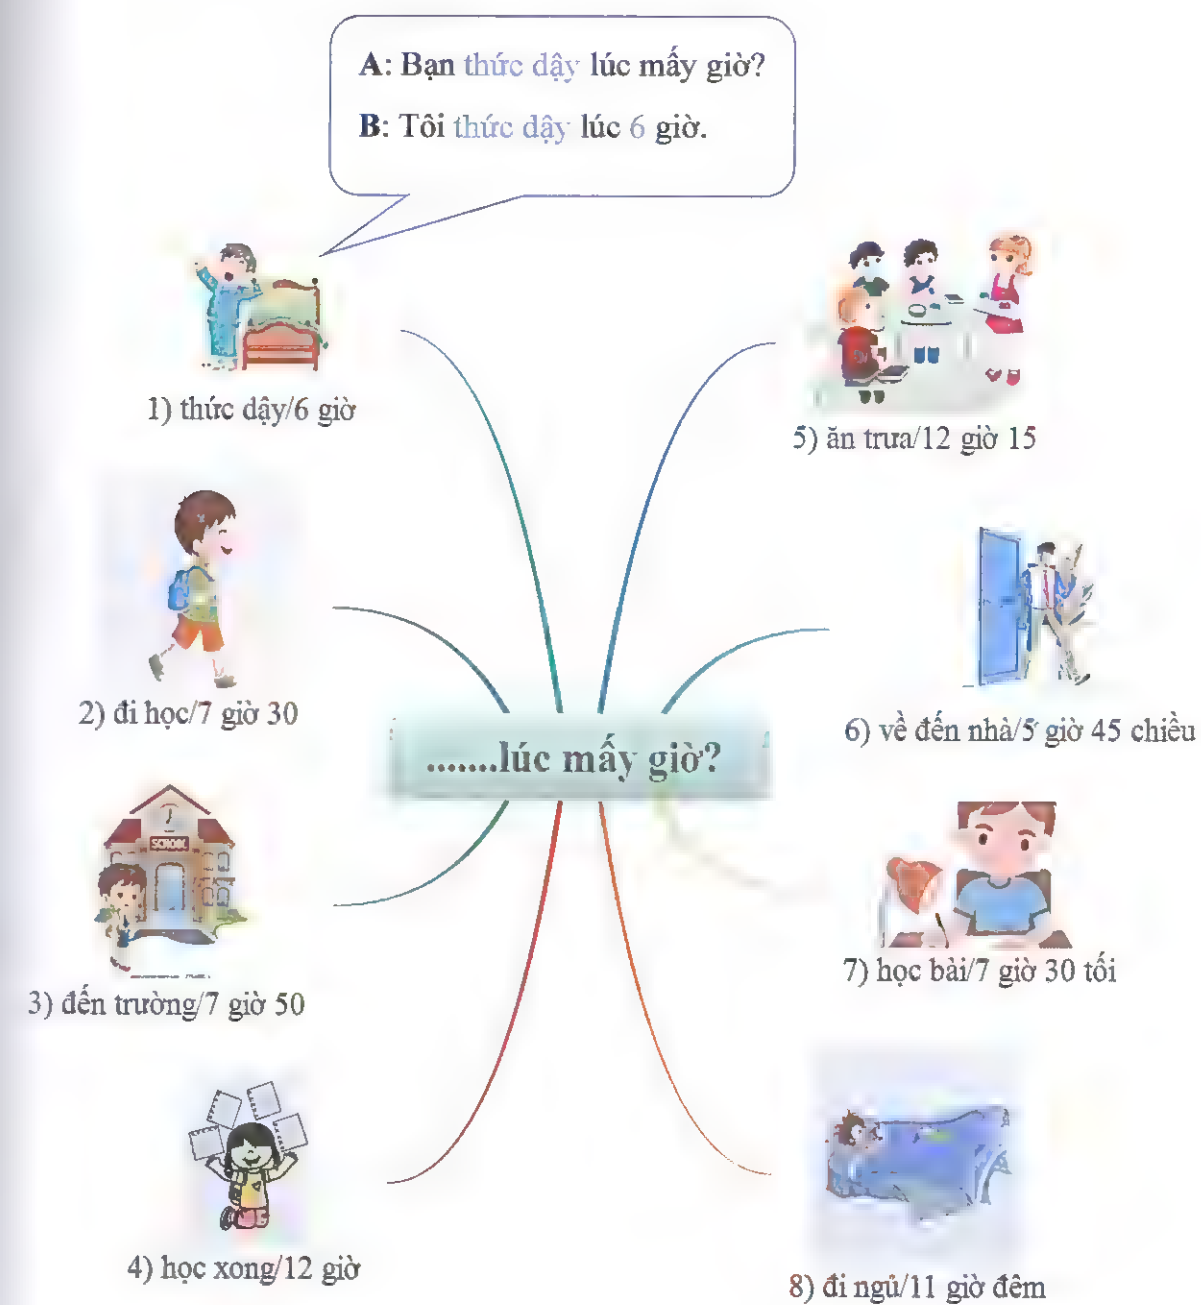 A: Bạn thức dậy lúc mấy giờ?
B: Tôi thức dậy lúc 6 giờ.
1) thức dậy/6 giờ
5) ăn trưa/12 giờ 15
2) đi học/7 giờ 30
6) về đến nhà/5 giờ 45 chiều
.......lúc mấy giờ?
SCHOOL
3) đến trường/7 giờ 50
7) học bài/7 giờ 30 tối
4) học xong/12 giờ
8) đi ngủ/11 giờ đêm